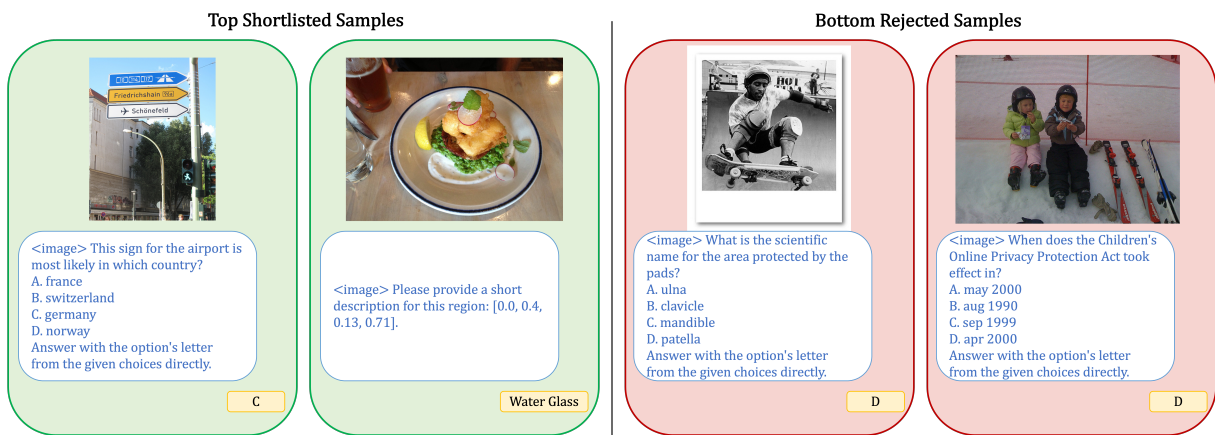 Top Shortlisted Samples
Friedrichshain
Schönefeld
<image> This sign for the airport is
most likely in which country?
A. france
B. switzerland
C. germany
D. norway
Answer with the option's letter
from the given choices directly.
C
<image> Please provide a short
description for this region: [0.0, 0.4,
0.13, 0.71].
Water Glass
Bottom Rejected Samples
<image> What is the scientific
name for the area protected by the
pads?
A. ulna
B. clavicle
C. mandible
D. patella
Answer with the option's letter
from the given choices directly.
D
<image> When does the Children's
Online Privacy Protection Act took
effect in?
A. may 2000
B. aug 1990
C. sep 1999
D. apr 2000
Answer with the option's letter
from the given choices directly.
D